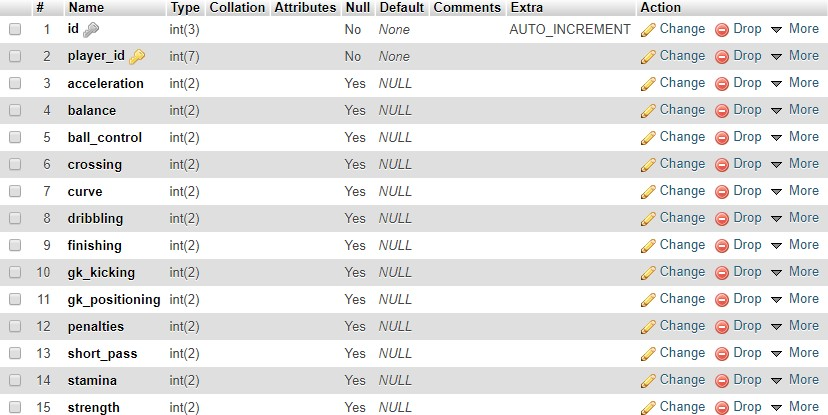 # Name Type Collation Attributes Null Default Comments Extra Action
1 id int(3) No None AUTO_INCREMENT Change Drop More
2 player_id int(7) No None Change Drop More
3 acceleration int(2) Yes NULL Change Drop More
4 balance int(2) Yes NULL Change Drop More
5 ball_control int(2) Yes NULL Change Drop More
6 crossing int(2) Yes NULL Change Drop More
7 curve int(2) Yes NULL Change Drop More
8 dribbling int(2) Yes NULL Change Drop More
9 finishing int(2) Yes NULL Change Drop More
10 gk_kicking int(2) Yes NULL Change Drop More
11 gk_positioning int(2) Yes NULL Change Drop More
12 penalties int(2) Yes NULL Change Drop More
13 short_pass int(2) Yes NULL Change Drop More
14 stamina int(2) Yes NULL Change Drop More
15 strength int(2) Yes NULL Change Drop More